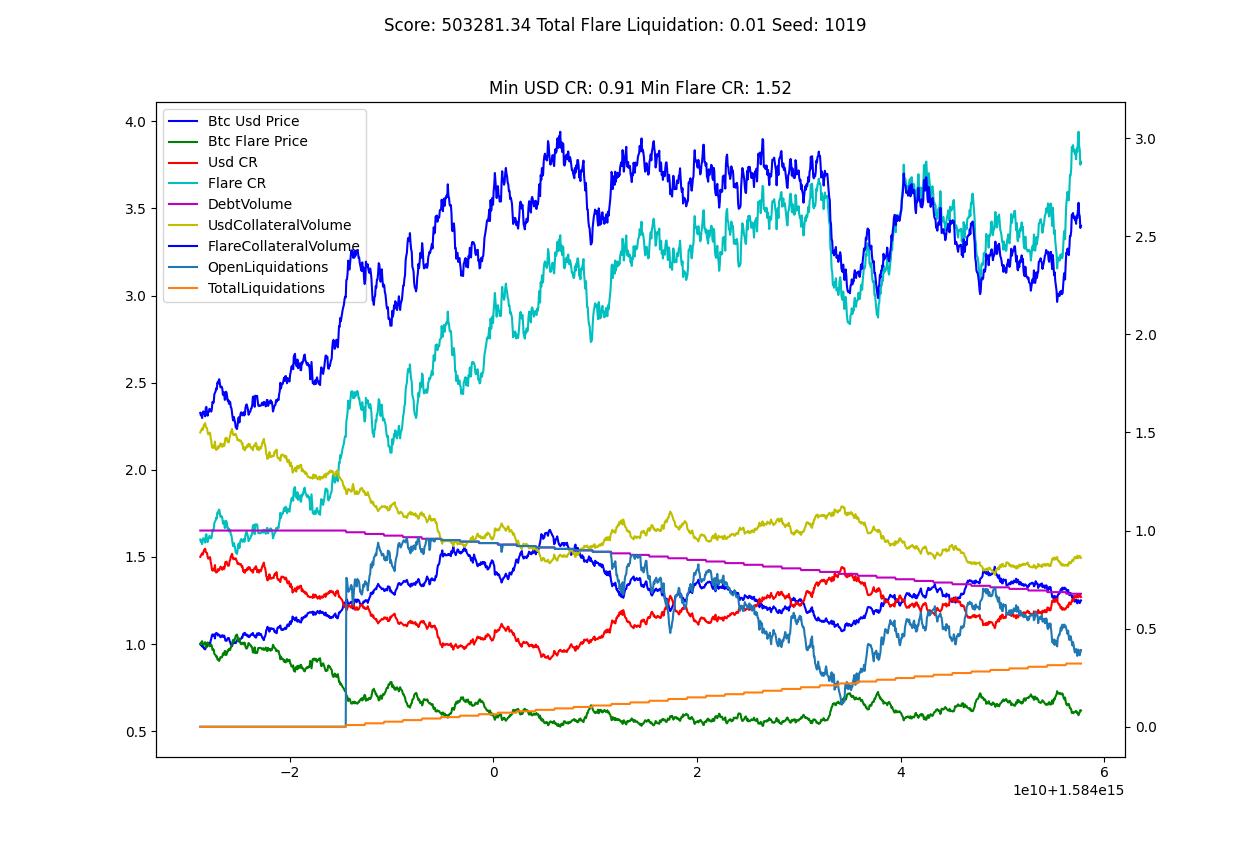 Score: 503281.34 Total Flare Liquidation: 0.01 Seed: 1019
Min USD CR: 0.91 Min Flare CR: 1.52
Btc Usd Price
Btc Flare Price
Usd CR
Flare CR
DebtVolume
UsdCollateralVolume
FlareCollateralVolume
OpenLiquidations
TotalLiquidations
4.0
3.5
3.0
2.5
2.0
1.5
1.0
0.5
3.0
2.5
2.0
1.5
1.0
0.5
0.0
−2
0
2
4
6
1e10+1.584e15